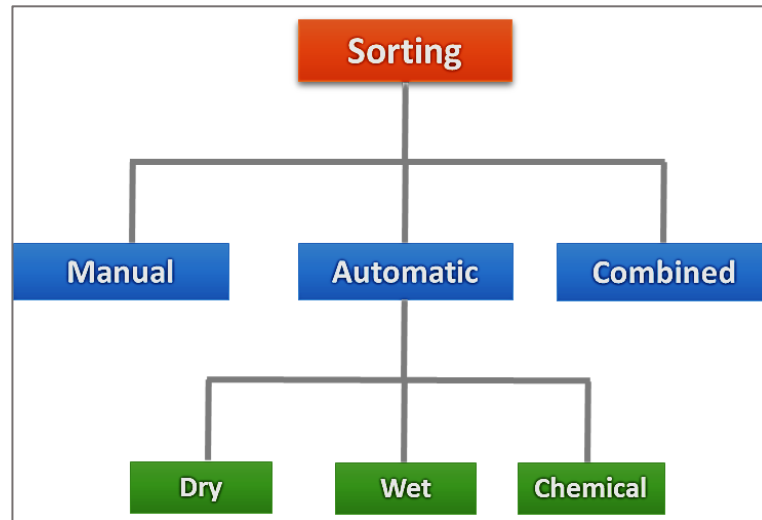 Sorting
Manual
Automatic
Combined
Dry
Wet
Chemical